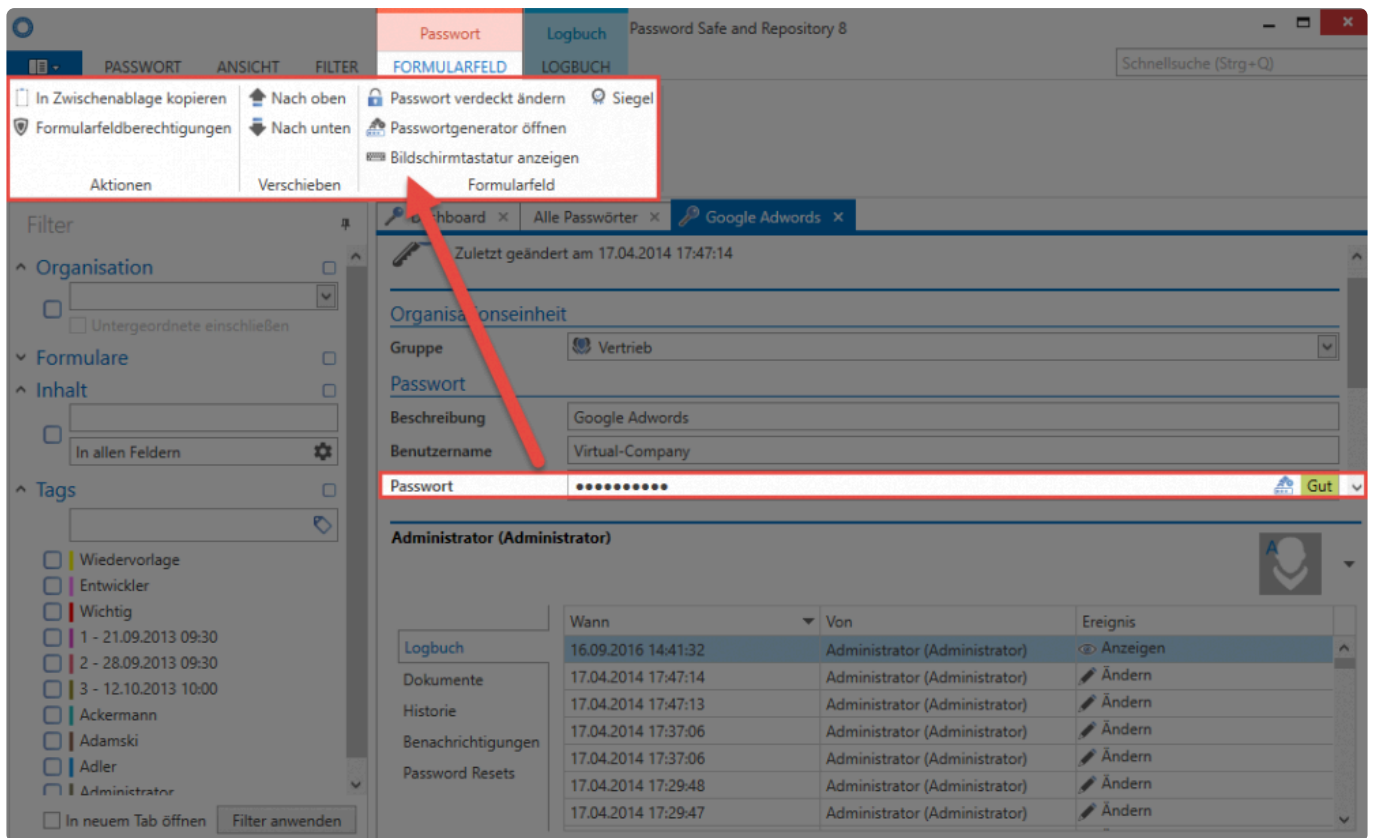 Passwort
Logbuch
Password Safe and Repository 8
PASSWORT
ANSICHT
FILTER
FORMULARFELD
LOGBUCH
Schnellsuche (Strg+Q)
In Zwischenablage kopieren
Nach oben
Passwort verdeckt ändern
Siegel
Formularfeldberechtigungen
Nach unten
Passwortgenerator öffnen
Bildschirmtastatur anzeigen
Aktionen
Verschieben
Formularfeld
Filter
Organisation
Untergeordnete einschließen
Formulare
Inhalt
In allen Feldern
Tags
Wiedervorlage
Entwickler
Wichtig
1 - 21.09.2013 09:30
2 - 28.09.2013 09:30
3 - 12.10.2013 10:00
Ackermann
Adamski
Adler
Administrator
In neuem Tab öffnen
Filter anwenden
Alle Passwörter
Google Adwords
Zuletzt geändert am 17.04.2014 17:47:14
Organisationseinheit
Gruppe
Vertrieb
Passwort
Beschreibung
Google Adwords
Benutzername
Virtual-Company
Passwort
●●●●●●●●●●
Gut
Administrator (Administrator)
A
Logbuch
Dokumente
Historie
Benachrichtigungen
Password Resets
Wann Von Ereignis
16.09.2016 14:41:32 Administrator (Administrator) Anzeigen
17.04.2014 17:47:14 Administrator (Administrator) Ändern
17.04.2014 17:47:13 Administrator (Administrator) Ändern
17.04.2014 17:37:06 Administrator (Administrator) Ändern
17.04.2014 17:37:06 Administrator (Administrator) Ändern
17.04.2014 17:29:48 Administrator (Administrator) Ändern
17.04.2014 17:29:47 Administrator (Administrator) Ändern